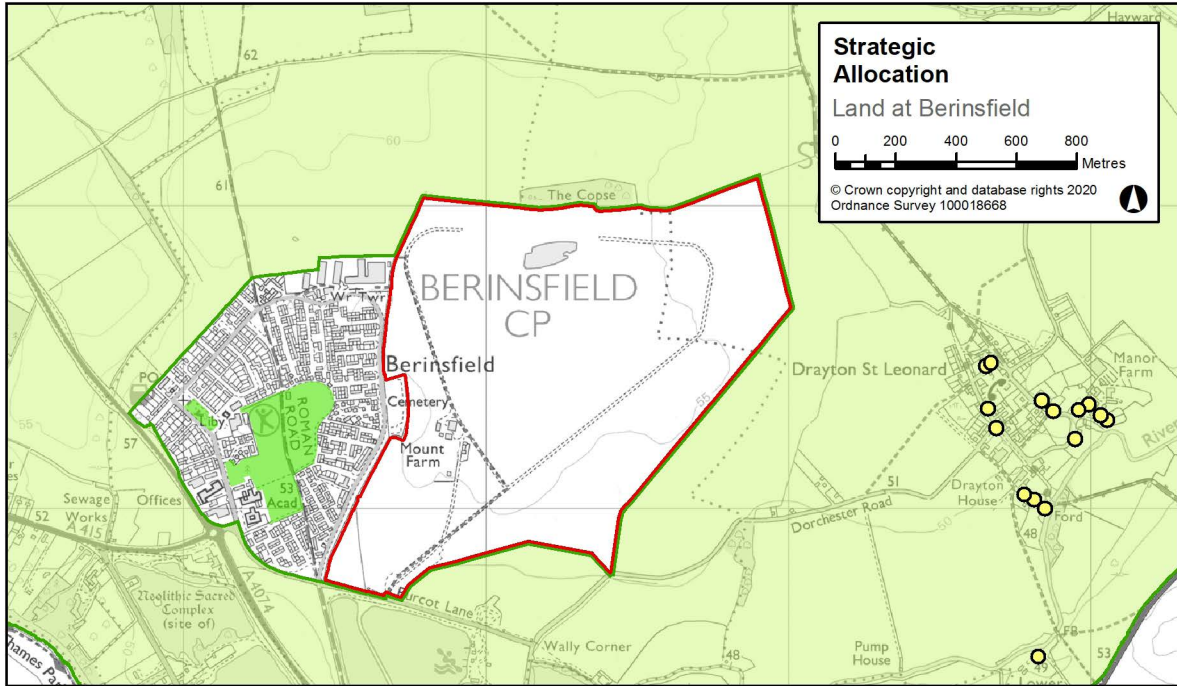 Strategic
Allocation
Land at Berinsfield
0 200 400 600 800
Metres
© Crown copyright and database rights 2020
Ordnance Survey 100018668
Hayward
62
60
61
The Copse
BERINSFIELD
CP
Wr Twr
Berinsfield
Cemetery
Mount
Farm
PO
Liby
ROMAN
ROAD
53
Acad
57
55
55
Drayton St Leonard
Manor
Farm
River
Sewage
Works
Offices
52
A 415
A 4074
Drayton
House
Ford
51
Dorchester Road
60
48
Neolithic Sacred
Complex
(site of)
Thames Pa
Burcot Lane
Wally Corner
48
Pump
House
FB
53
49
Lower